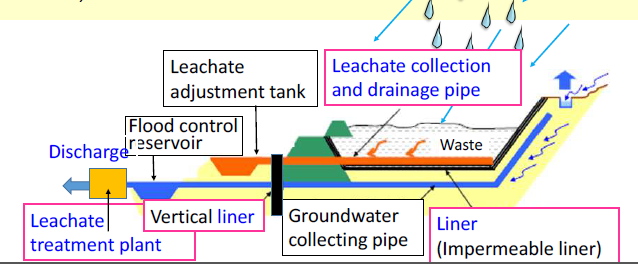 Leachate
adjustment tank
Leachate collection
and drainage pipe
Flood control
reservoir
Waste
Discharge
Leachate
treatment plant
Vertical liner
Groundwater
collecting pipe
Liner
(Impermeable liner)